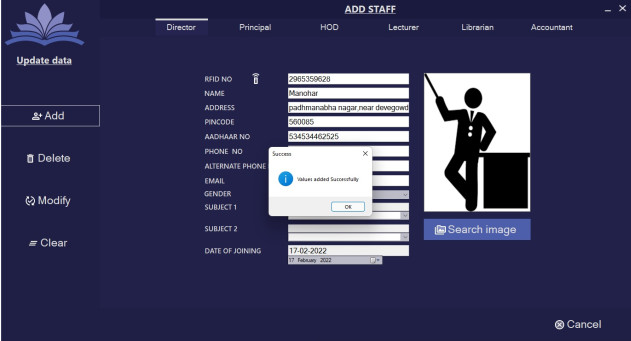 ADD STAFF
Director Principal HOD Lecturer Librarian Accountant
Update data
Add
Delete
Modify
Clear
RFID NO 2965359628
NAME Manohar
ADDRESS padhmanabha nagar,near devegowd
PINCODE 560085
AADHAAR NO 534534462525
PHONE NO
ALTERNATE PHONE
EMAIL
GENDER
SUBJECT 1
SUBJECT 2
DATE OF JOINING 17-02-2022
17 February 2022
Success
Values added Successfully
OK
Search image
Cancel